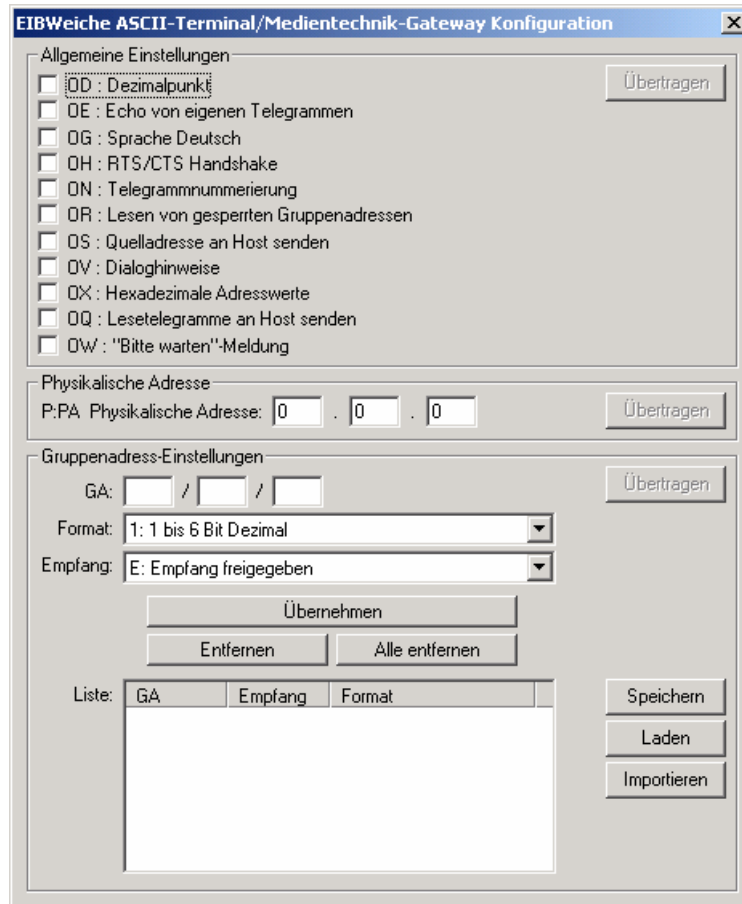 EIBWeiche ASCII-Terminal/Medientechnik-Gateway Konfiguration
Allgemeine Einstellungen
OD : Dezimalpunkt
Übertragen
OE : Echo von eigenen Telegrammen
OG : Sprache Deutsch
OH : RTS/CTS Handshake
ON : Telegrammnummerierung
OR : Lesen von gesperrten Gruppenadressen
OS : Quelladresse an Host senden
OV : Dialoghinweise
OX : Hexadezimale Adresswerte
OQ : Lesetelegramme an Host senden
OW : "Bitte warten"-Meldung
Physikalische Adresse
P:PA Physikalische Adresse: 0 . 0 . 0
Übertragen
Gruppenadress-Einstellungen
GA: / /
Übertragen
Format: 1: 1 bis 6 Bit Dezimal
Empfang: E: Empfang freigegeben
Übernehmen
Entfernen Alle entfernen
Liste: GA Empfang Format
Speichern
Laden
Importieren